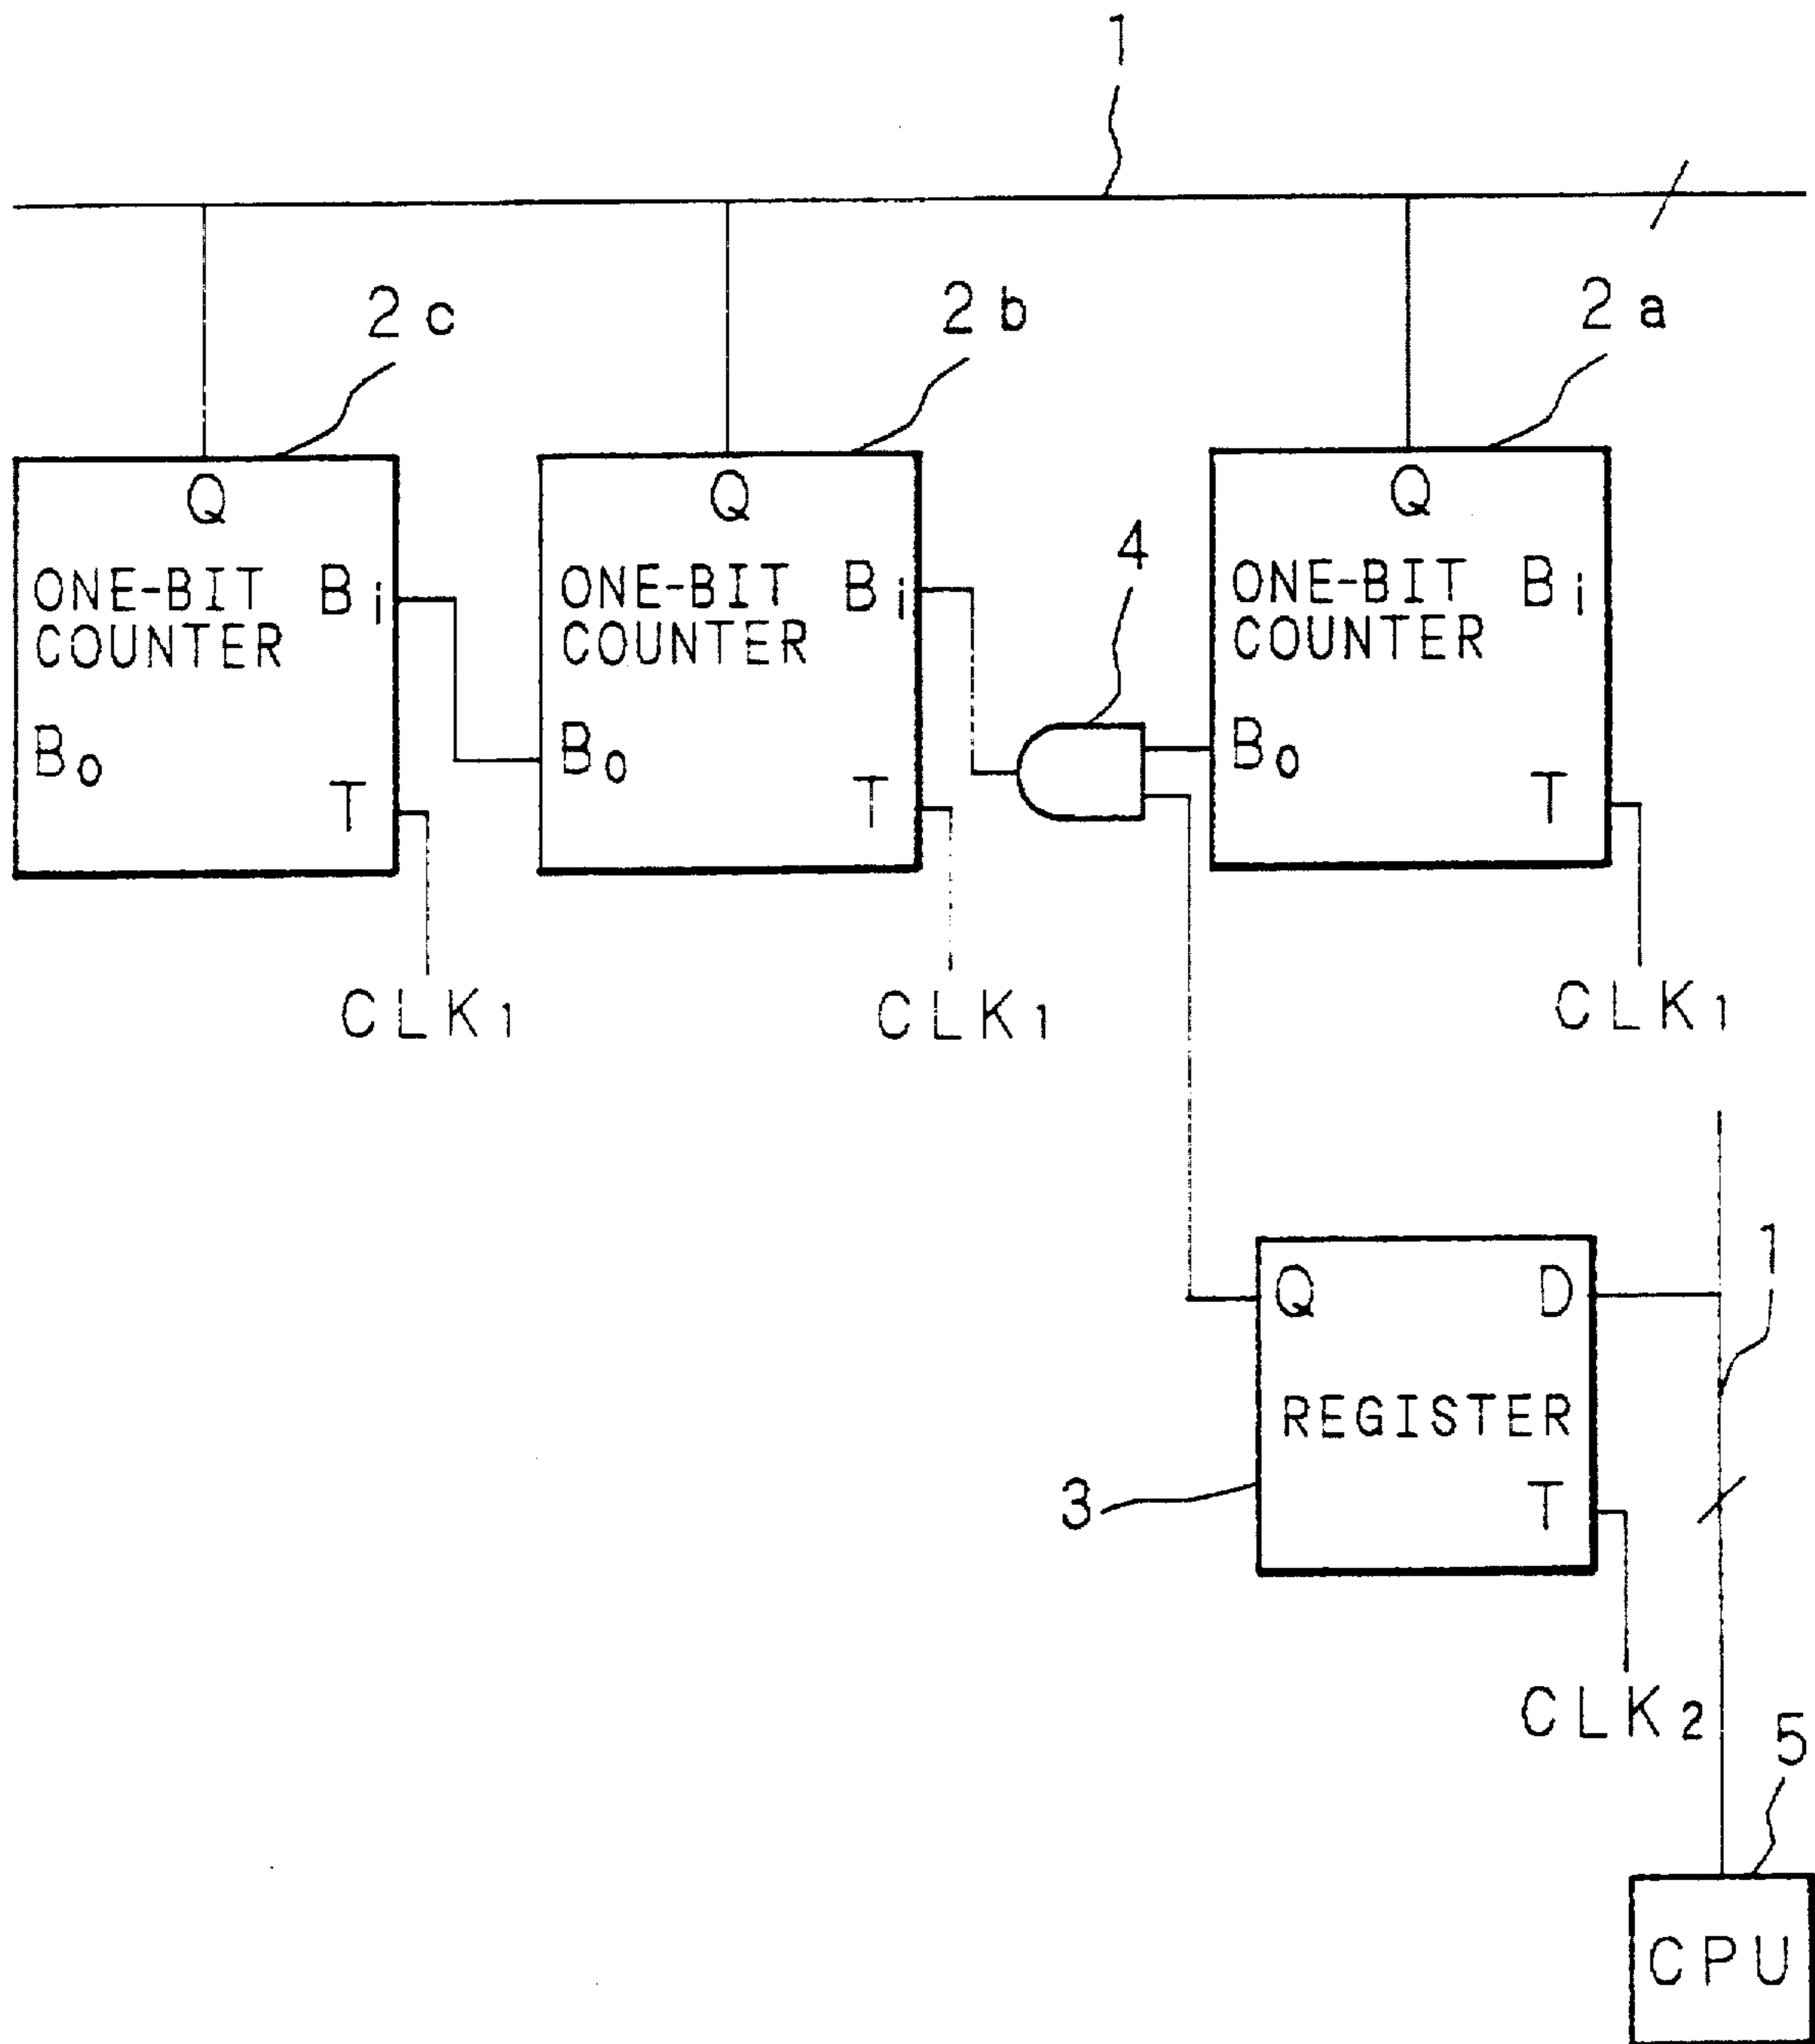 1
2c
2b
2a
Q
ONE-BIT
COUNTER
Bi
Bo
T
CLK1
Q
ONE-BIT
COUNTER
Bi
Bo
T
CLK1
4
Q
ONE-BIT
COUNTER
Bi
Bo
T
CLK1
Q
D
REGISTER
T
3
1
CLK2
5
CPU